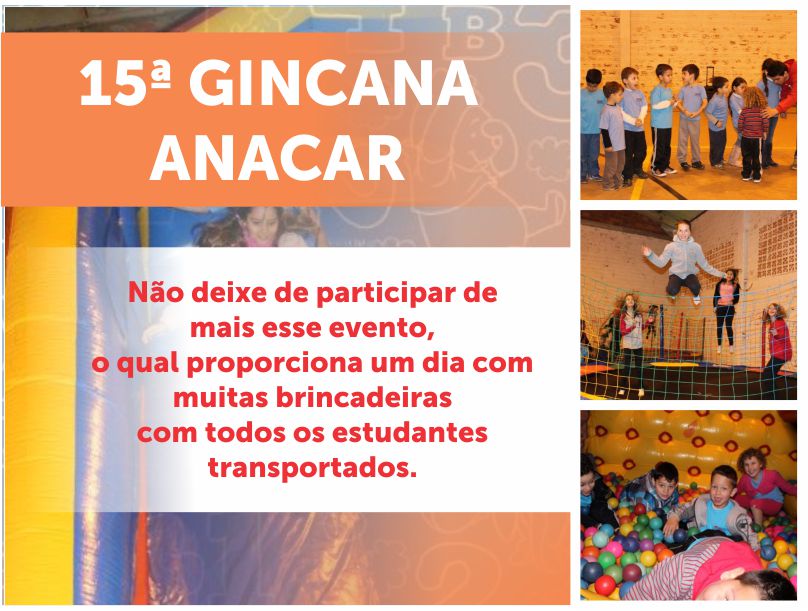 15ª GINCANA
ANACAR
Não deixe de participar de
mais esse evento,
o qual proporciona um dia com
muitas brincadeiras
com todos os estudantes
transportados.